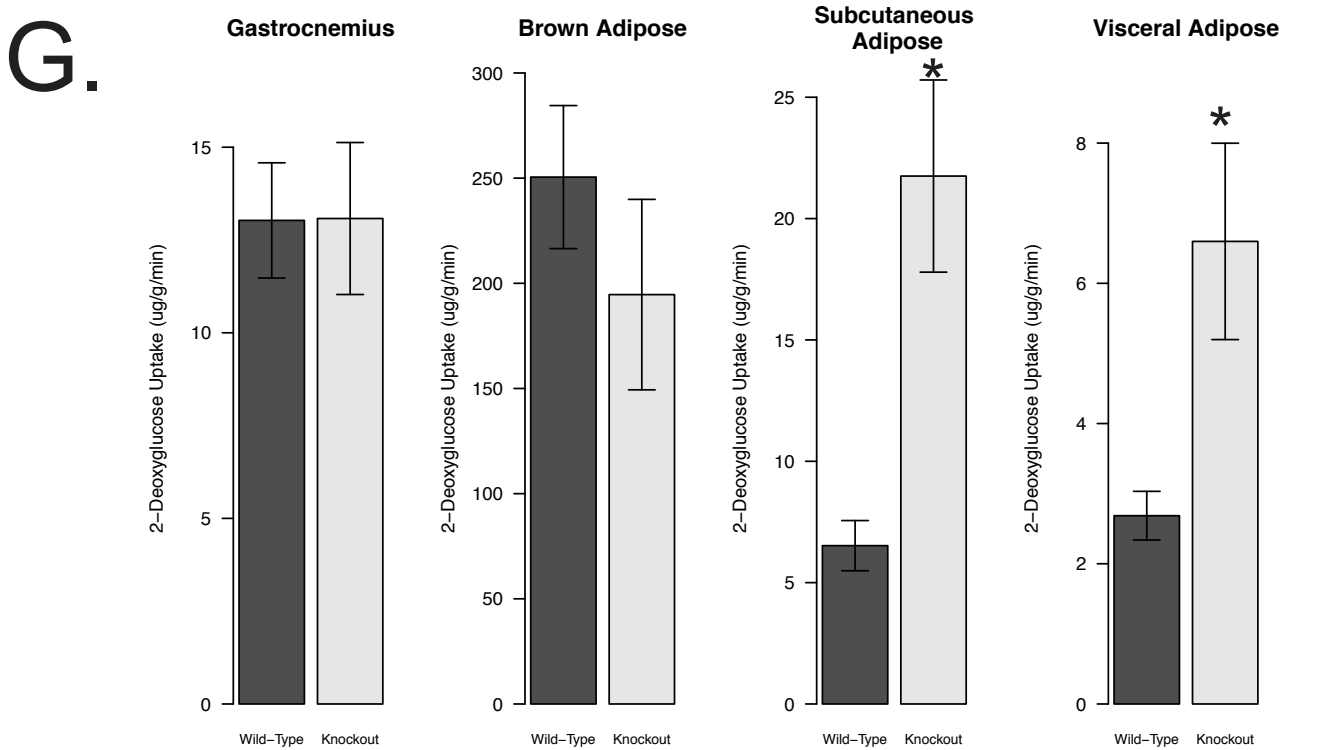 G.
Gastrocnemius
2−Deoxyglucose Uptake (ug/g/min)
15
10
5
0
Wild−Type Knockout
Brown Adipose
2−Deoxyglucose Uptake (ug/g/min)
300
250
200
150
100
50
0
Wild−Type Knockout
Subcutaneous
Adipose
*
2−Deoxyglucose Uptake (ug/g/min)
25
20
15
10
5
0
Wild−Type Knockout
Visceral Adipose
*
2−Deoxyglucose Uptake (ug/g/min)
8
6
4
2
0
Wild−Type Knockout